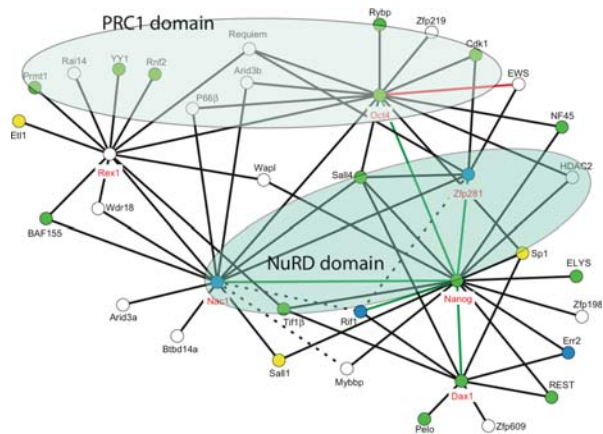 PRC1 domain
Rybp
Zfp219
Requiem
Cdk1
Rai14
YY1
Rnf2
Prmt1
Arid3b
EWS
P66β
Oct4
Etl1
NF45
Rex1
Wapl
Sall4
HDAC2
Zfp281
Wdr18
BAF155
NuRD domain
Sp1
ELYS
Nac1
Nanog
Arid3a
Tif1β
Rif1
Zfp198
Btbd14a
Err2
Sall1
Mybbp
REST
Dax1
Pelo
Zfp609